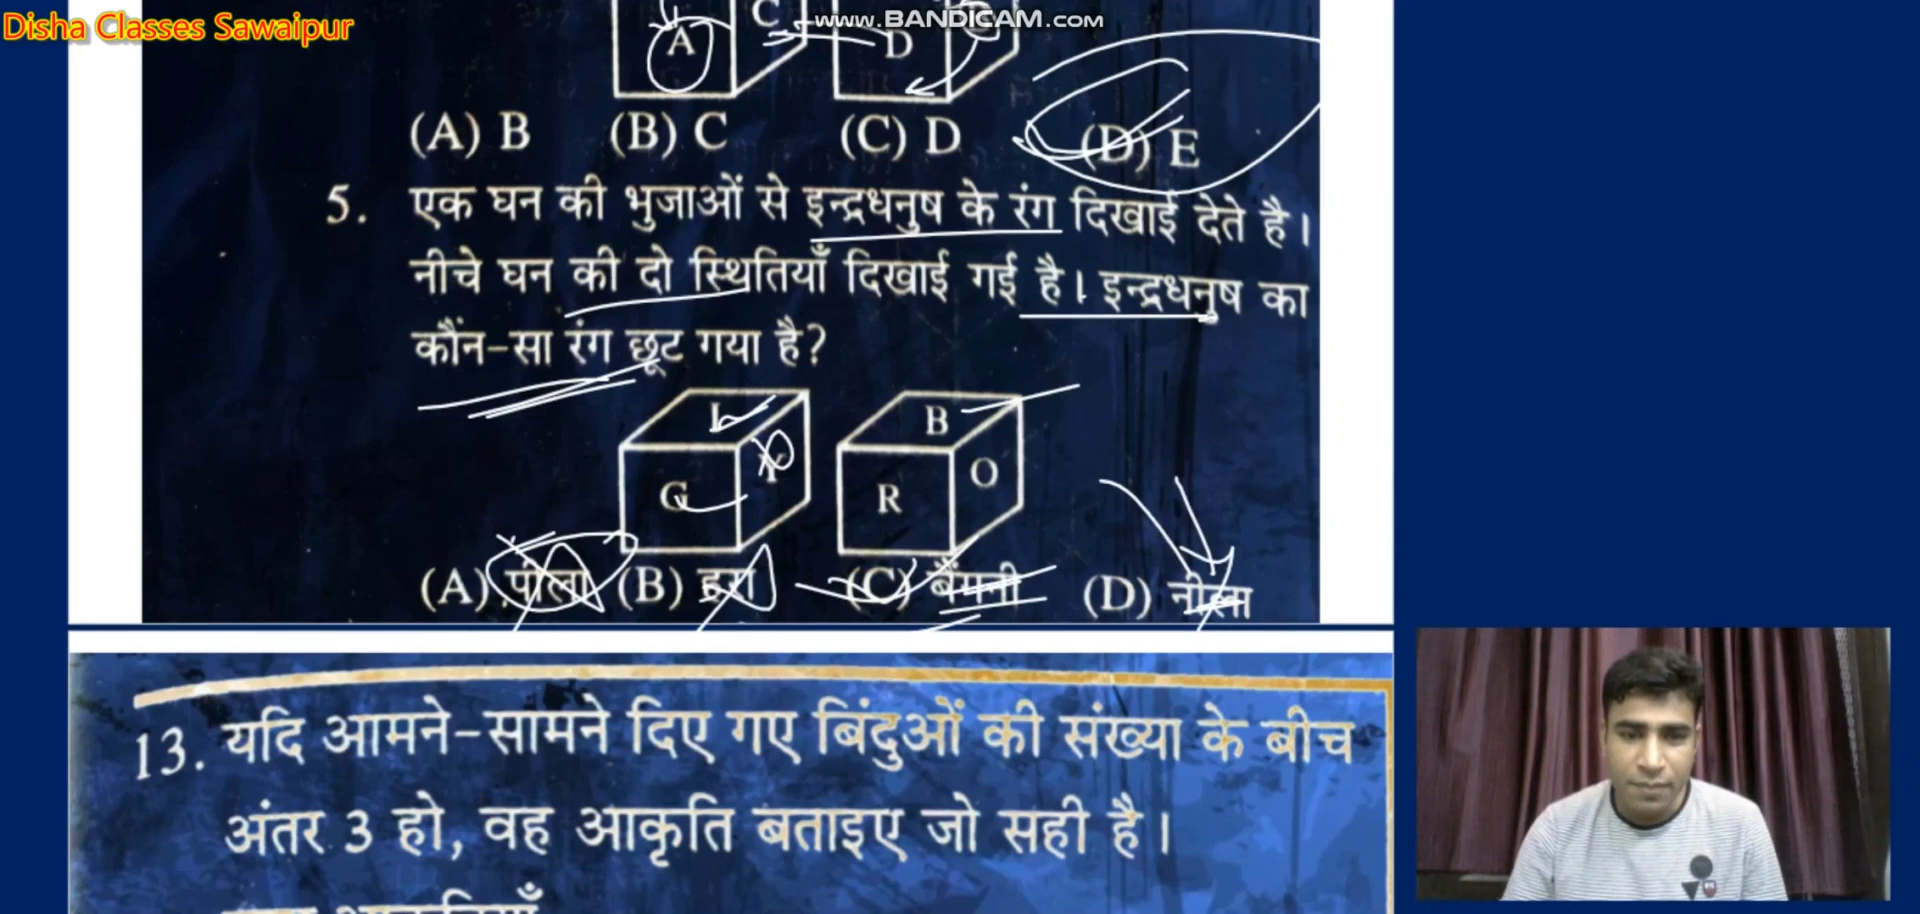 Disha Classes Sawaipur
www.BANDICAM.com
A C D
(A) B (B) C (C) D (D) E
5. एक घन की भुजाओं से इन्द्रधनुष के रंग दिखाई देते है।
नीचे घन की दो स्थितियाँ दिखाई गई है। इन्द्रधनुष का
कौंन-सा रंग छूट गया है?
I B
G Y R O
(A) पीला (B) हरा (C) बैंगनी (D) नीला
13. यदि आमने-सामने दिए गए बिंदुओं की संख्या के बीच
अंतर 3 हो, वह आकृति बताइए जो सही है।